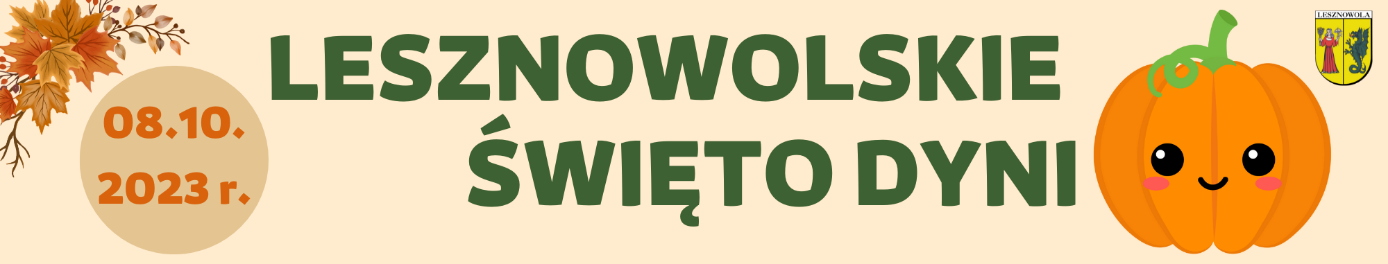 LESZNOWOLSKIE
ŚWIĘTO DYNI
08.10.
2023 r.
LESZNOWOLA